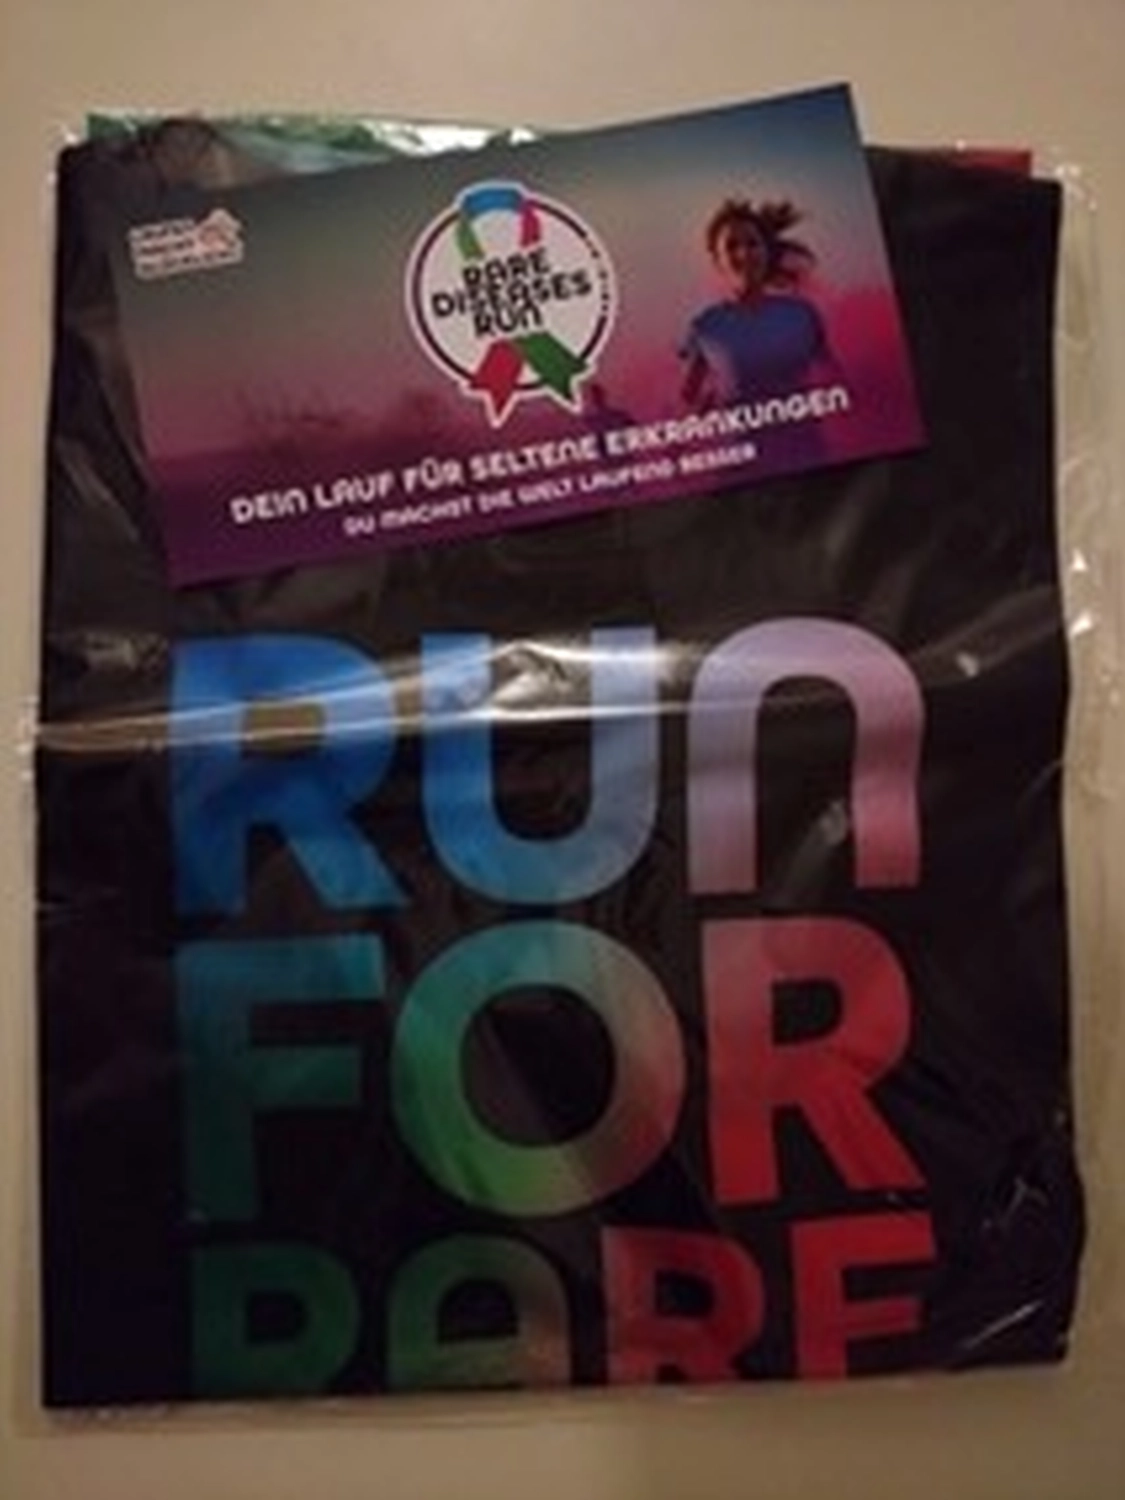 RARE
DISEASES
RUN
DEIN LAUF FÜR SELTENE ERKRANKUNGEN
DU MACHST DIE WELT LAUFEND BESSER
RUN
FOR
RARE